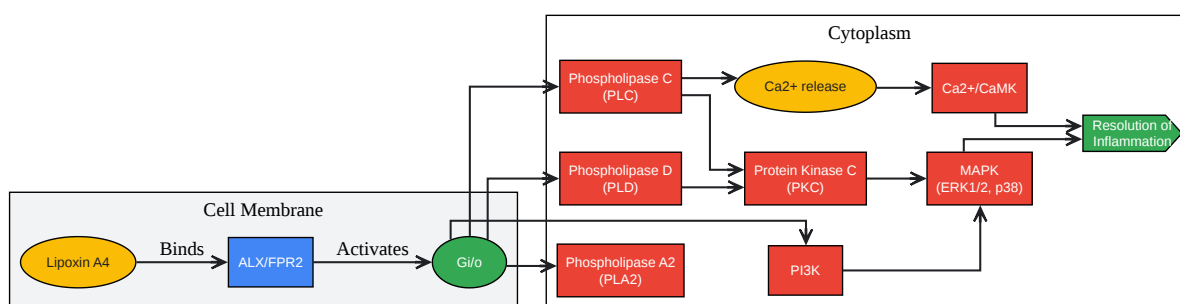 Cytoplasm
Phospholipase C
(PLC)
Ca2+ release
Ca2+/CaMK
Resolution of
Inflammation
Phospholipase D
(PLD)
Protein Kinase C
(PKC)
MAPK
(ERK1/2, p38)
Cell Membrane
Lipoxin A4
Binds
ALX/FPR2
Activates
Gi/o
Phospholipase A2
(PLA2)
PI3K